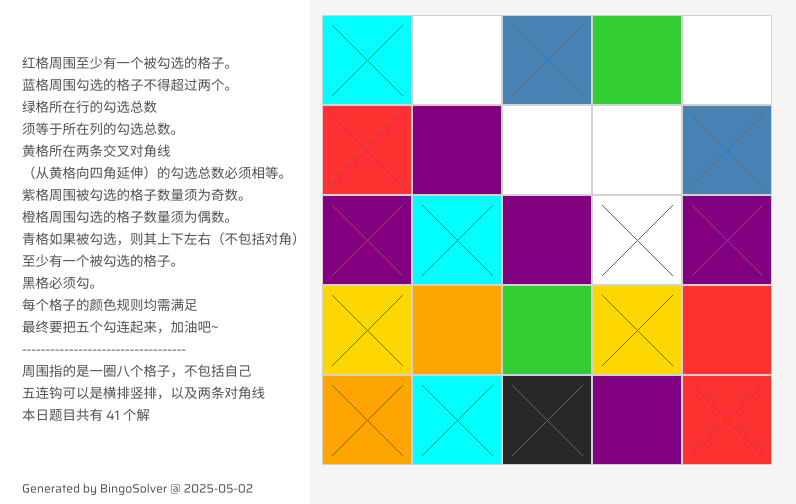 红格周围至少有一个被勾选的格子。
蓝格周围勾选的格子不得超过两个。
绿格所在行的勾选总数
须等于所在列的勾选总数。
黄格所在两条交叉对角线
（从黄格向四角延伸）的勾选总数必须相等。
紫格周围被勾选的格子数量须为奇数。
橙格周围勾选的格子数量须为偶数。
青格如果被勾选，则其上下左右（不包括对角）
至少有一个被勾选的格子。
黑格必须勾。
每个格子的颜色规则均需满足
最终要把五个勾连起来，加油吧~
-----------------------------------
周围指的是一圈八个格子，不包括自己
五连钩可以是横排竖排，以及两条对角线
本日题目共有 41 个解
Generated by BingoSolver @ 2025-05-02